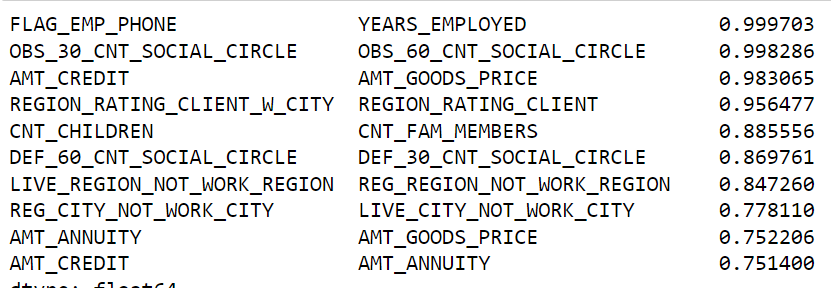 FLAG_EMP_PHONE YEARS_EMPLOYED 0.999703
OBS_30_CNT_SOCIAL_CIRCLE OBS_60_CNT_SOCIAL_CIRCLE 0.998286
AMT_CREDIT AMT_GOODS_PRICE 0.983065
REGION_RATING_CLIENT_W_CITY REGION_RATING_CLIENT 0.956477
CNT_CHILDREN CNT_FAM_MEMBERS 0.885556
DEF_60_CNT_SOCIAL_CIRCLE DEF_30_CNT_SOCIAL_CIRCLE 0.869761
LIVE_REGION_NOT_WORK_REGION REG_REGION_NOT_WORK_REGION 0.847260
REG_CITY_NOT_WORK_CITY LIVE_CITY_NOT_WORK_CITY 0.778110
AMT_ANNUITY AMT_GOODS_PRICE 0.752206
AMT_CREDIT AMT_ANNUITY 0.751400
dtype: float64